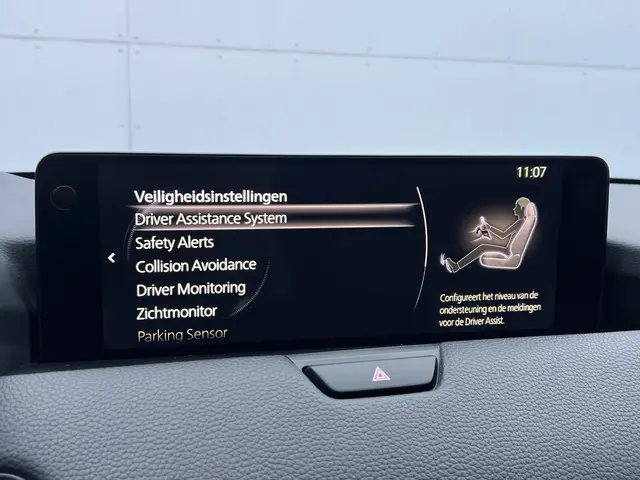 11:07
Veiligheidsinstellingen
Driver Assistance System
Safety Alerts
Collision Avoidance
Driver Monitoring
Zichtmonitor
Parking Sensor
Configureert het niveau van de
ondersteuning en de meldingen
voor de Driver Assist.